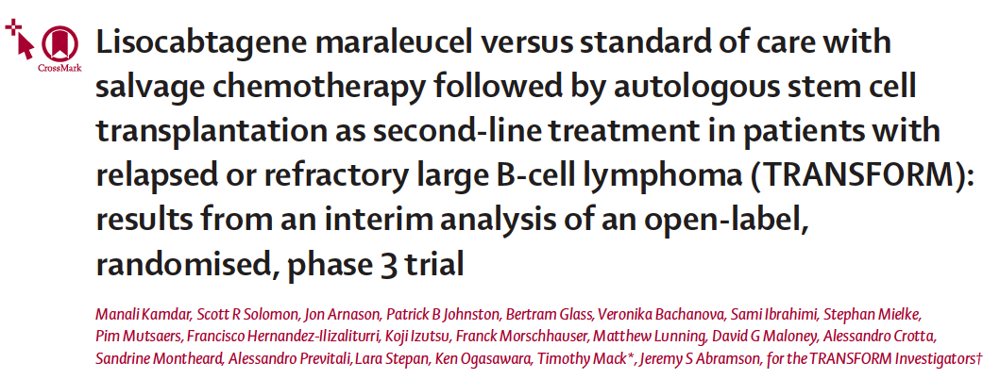 Lisocabtagene maraleucel versus standard of care with
salvage chemotherapy followed by autologous stem cell
transplantation as second-line treatment in patients with
relapsed or refractory large B-cell lymphoma (TRANSFORM):
results from an interim analysis of an open-label,
randomised, phase 3 trial
CrossMark
Manali Kamdar, Scott R Solomon, Jon Arnason, Patrick B Johnston, Bertram Glass, Veronika Bachanova, Sami Ibrahimi, Stephan Mielke,
Pim Mutsaers, Francisco Hernandez-Ilizaliturri, Koji Izutsu, Franck Morschhauser, Matthew Lunning, David G Maloney, Alessandro Crotta,
Sandrine Montheard, Alessandro Previtali, Lara Stepan, Ken Ogasawara, Timothy Mack*, Jeremy S Abramson, for the TRANSFORM Investigators†